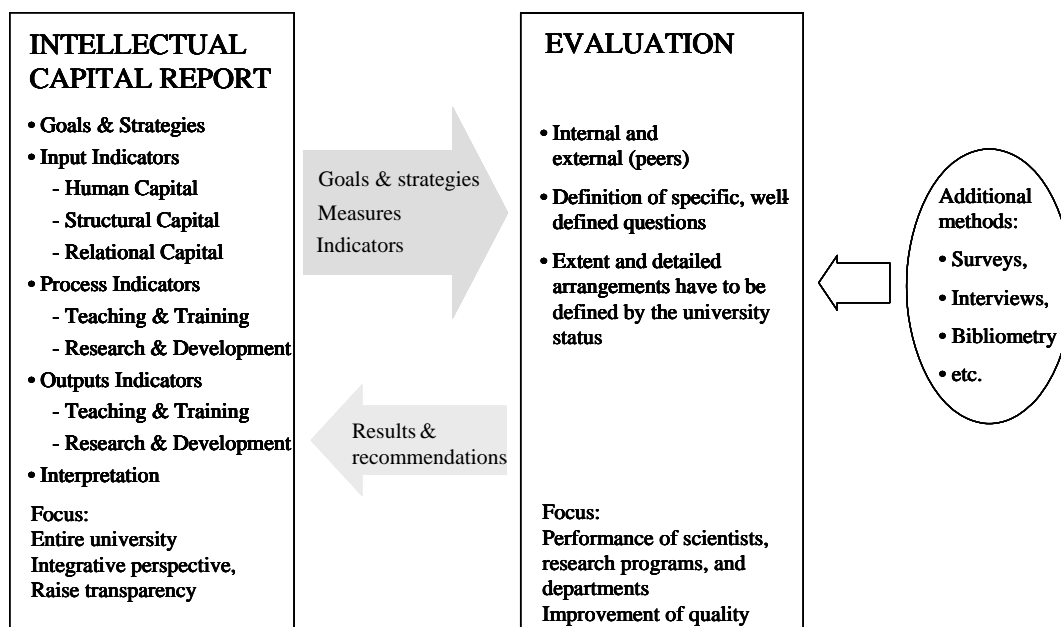 INTELLECTUAL
CAPITAL REPORT
• Goals & Strategies
• Input Indicators
- Human Capital
- Structural Capital
- Relational Capital
• Process Indicators
- Teaching & Training
- Research & Development
• Outputs Indicators
- Teaching & Training
- Research & Development
• Interpretation
Focus:
Entire university
Integrative perspective,
Raise transparency
Goals & strategies
Measures
Indicators
Results &
recommendations
EVALUATION
• Internal and
external (peers)
• Definition of specific, well-
defined questions
• Extent and detailed
arrangements have to be
defined by the university
status
Focus:
Performance of scientists,
research programs, and
departments
Improvement of quality
Additional
methods:
• Surveys,
• Interviews,
• Bibliometry
• etc.